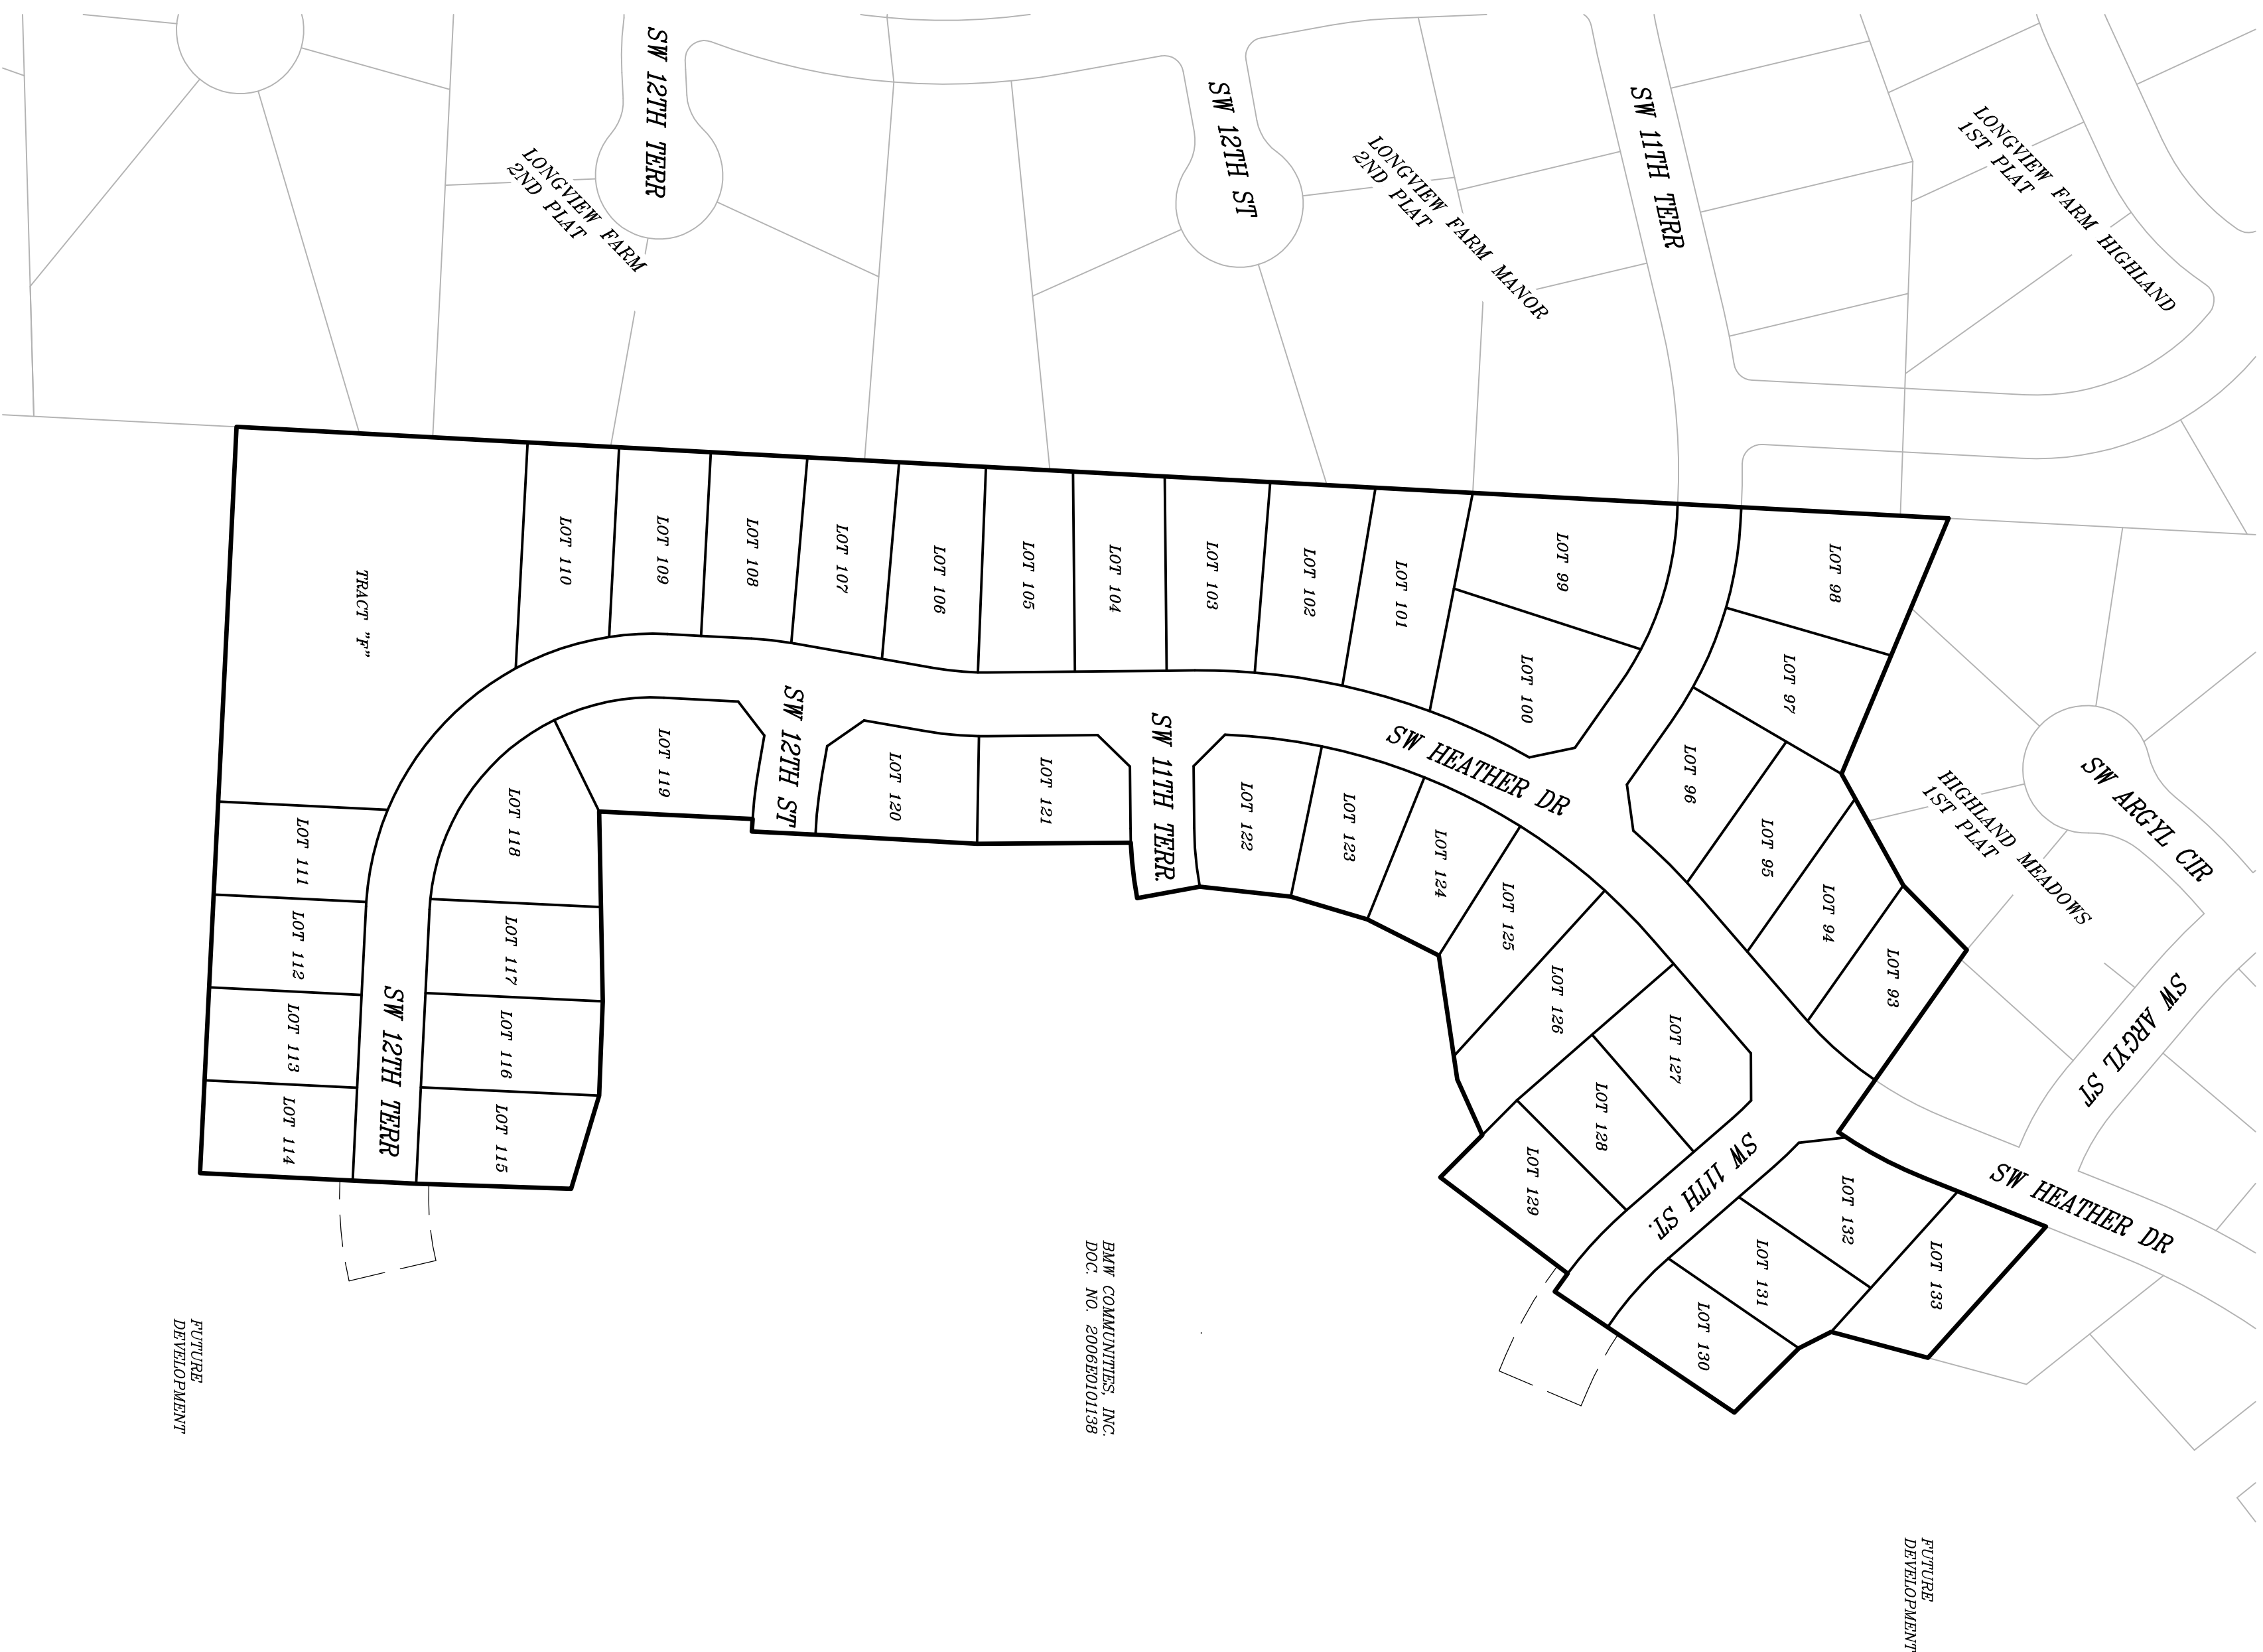 SW 12TH TERR
SW 12TH ST
SW 11TH TERR
LONGVIEW FARM
2ND PLAT
LONGVIEW FARM MANOR
2ND PLAT
LONGVIEW FARM HIGHLAND
1ST PLAT
TRACT "F"
LOT 110
LOT 109
LOT 108
LOT 107
LOT 106
LOT 105
LOT 104
LOT 103
LOT 102
LOT 101
LOT 99
LOT 100
LOT 98
LOT 97
LOT 96
LOT 95
LOT 94
LOT 93
SW 12TH ST
SW 11TH TERR.
SW HEATHER DR
HIGHLAND MEADOWS
1ST PLAT
SW ARGYL CIR
SW ARGYL ST
LOT 111
LOT 112
LOT 113
LOT 114
SW 12TH TERR
LOT 119
LOT 118
LOT 117
LOT 116
LOT 115
LOT 120
LOT 121
LOT 122
LOT 123
LOT 124
LOT 125
LOT 126
LOT 127
LOT 128
LOT 129
SW 11TH ST.
LOT 132
LOT 131
LOT 130
LOT 133
SW HEATHER DR
BMW COMMUNITIES, INC.
DOC. NO. 2006E0101138
FUTURE
DEVELOPMENT
FUTURE
DEVELOPMENT